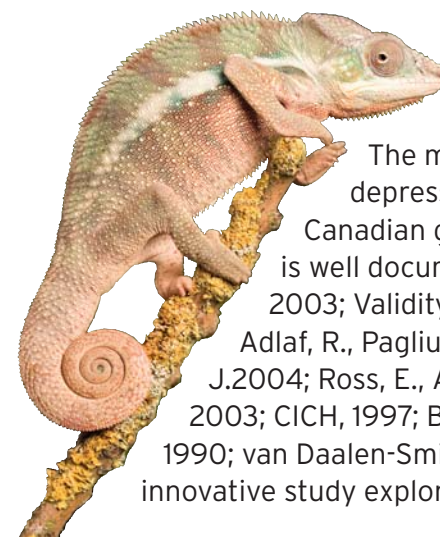 The m
depres
Canadian g
is well docum
2003; Validity
Adlaf, R., Pagliu
J.2004; Ross, E., A
2003; CICH, 1997; B
1990; van Daalen-Smi
innovative study explor